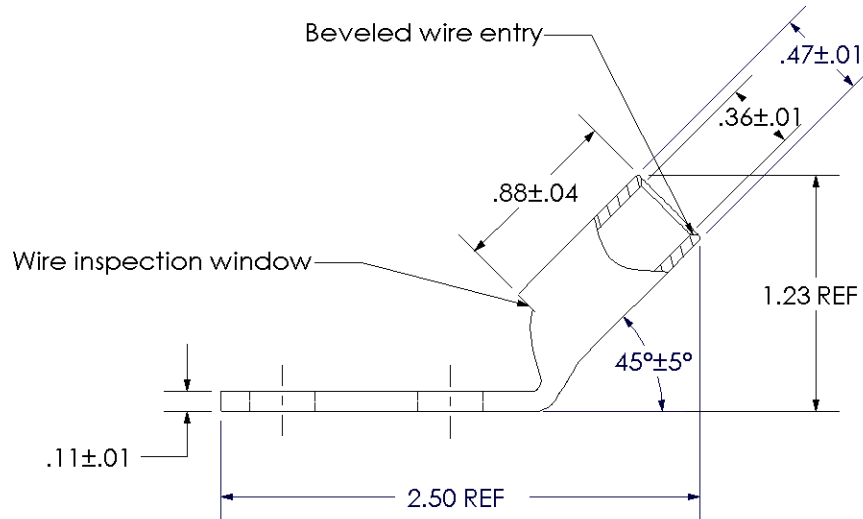 Beveled wire entry
.47±.01
.36±.01
.88±.04
Wire inspection window
1.23 REF
45°±5°
.11±.01
2.50 REF